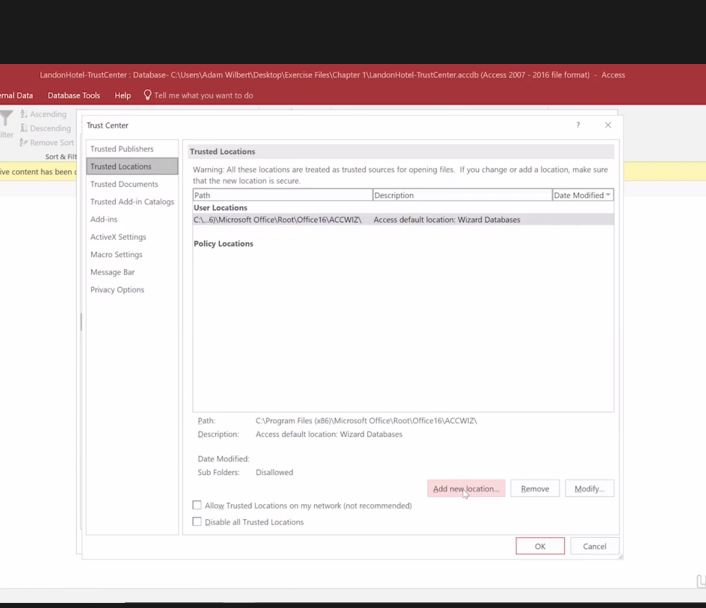 LandonHotel-TrustCenter : Database- C:\Users\Adam Wilbert\Desktop\Exercise Files\Chapter 1\LandonHotel-TrustCenter.accdb (Access 2007 - 2016 file format) - Access
rnal Data Database Tools Help Tell me what you want to do
Ascending
Descending
Remove Sort
Sort & Filt
ive content has been
Trust Center
?
Trusted Publishers
Trusted Locations
Trusted Documents
Trusted Add-in Catalogs
Add-ins
ActiveX Settings
Macro Settings
Message Bar
Privacy Options
Trusted Locations
Warning: All these locations are treated as trusted sources for opening files. If you change or add a location, make sure
that the new location is secure.
Path Description Date Modified
User Locations
C:\...6)\Microsoft Office\Root\Office16\ACCWIZ\ Access default location: Wizard Databases
Policy Locations
Path: C:\Program Files (x86)\Microsoft Office\Root\Office16\ACCWIZ\
Description: Access default location: Wizard Databases
Date Modified:
Sub Folders: Disallowed
Add new location... Remove Modify...
Allow Trusted Locations on my network (not recommended)
Disable all Trusted Locations
OK Cancel